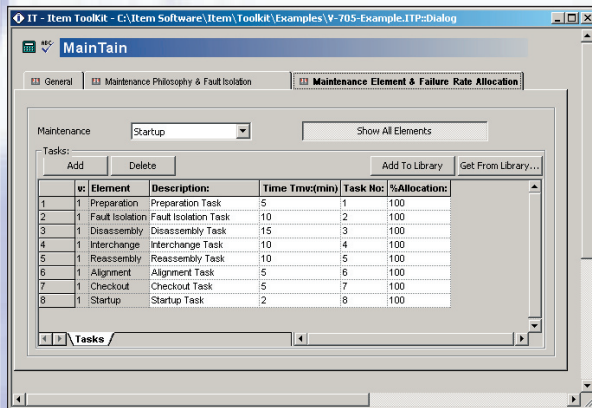 IT - Item ToolKit - C:\Item Software\Item\Toolkit\Examples\V-705-Example.ITP::Dialog
ABC
MainTain
General Maintenance Philosophy & Fault Isolation Maintenance Element & Failure Rate Allocation
Maintenance Startup Show All Elements
Tasks:
Add Delete Add To Library Get From Library...
v: Element Description: Time Tmv:(min) Task No: %Allocation:
1 1 Preparation Preparation Task 5 1 100
2 1 Fault Isolation Fault Isolation Task 10 2 100
3 1 Disassembly Disassembly Task 15 3 100
4 1 Interchange Interchange Task 10 4 100
5 1 Reassembly Reassembly Task 10 5 100
6 1 Alignment Alignment Task 5 6 100
7 1 Checkout Checkout Task 5 7 100
8 1 Startup Startup Task 2 8 100
Tasks